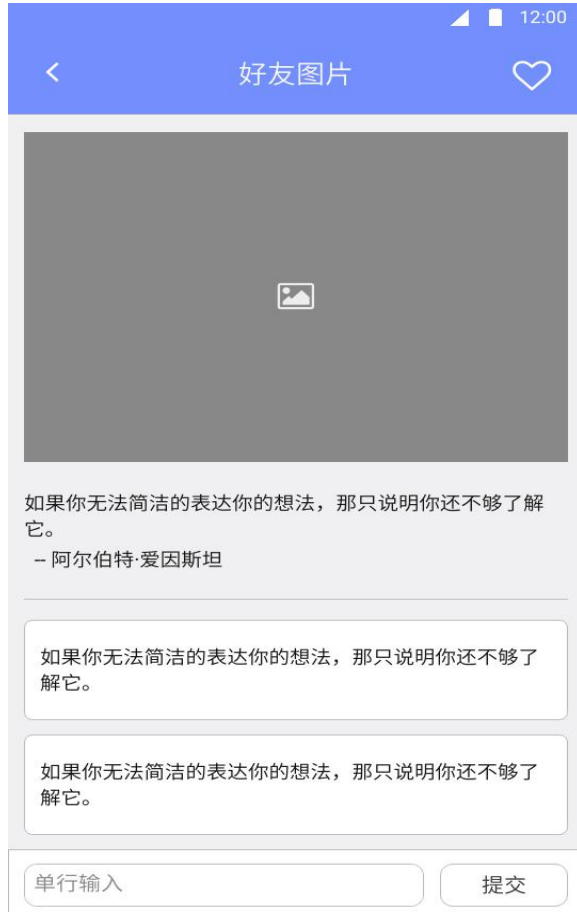 12:00
好友图片
如果你无法简洁的表达你的想法，那只说明你还不够了解
它。
-- 阿尔伯特·爱因斯坦
如果你无法简洁的表达你的想法，那只说明你还不够了
解它。
如果你无法简洁的表达你的想法，那只说明你还不够了
解它。
单行输入
提交